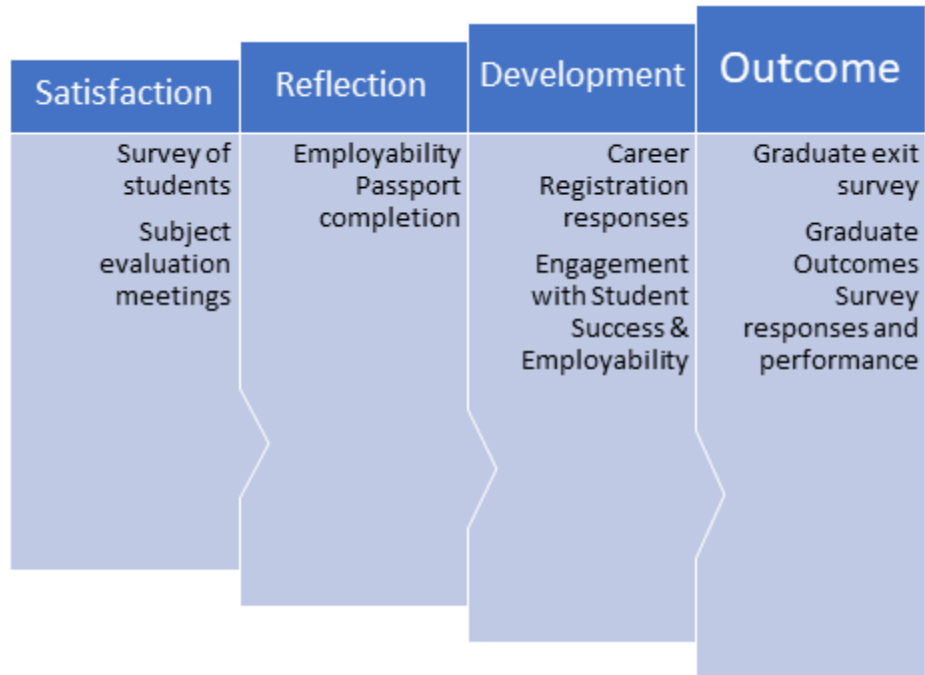 Satisfaction
Survey of
students
Subject
evaluation
meetings
Reflection
Employability
Passport
completion
Development
Career
Registration
responses
Engagement
with Student
Success &
Employability
Outcome
Graduate exit
survey
Graduate
Outcomes
Survey
responses and
performance